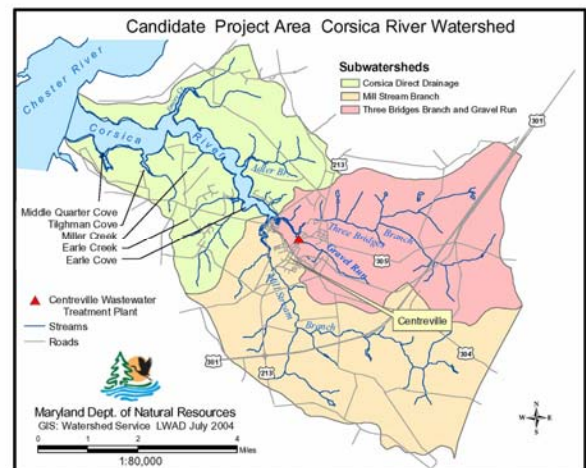 Candidate Project Area Corsica River Watershed
Subwatersheds
Corsica Direct Drainage
Mill Stream Branch
Three Bridges Branch and Gravel Run
Chester River
Corsica River
301
213
Middle Quarter Cove
Tilghman Cove
Miller Creek
Earle Creek
Earle Cove
Three Bridges Branch
305
Gravel Run
Centreville Wastewater
Treatment Plant
Streams
Roads
Mill Stream
Branch
Centreville
304
301
213
Maryland Dept. of Natural Resources
GIS: Watershed Service LWAD July 2004
0 1 2 4
Miles
1:80,000
N
W E
S